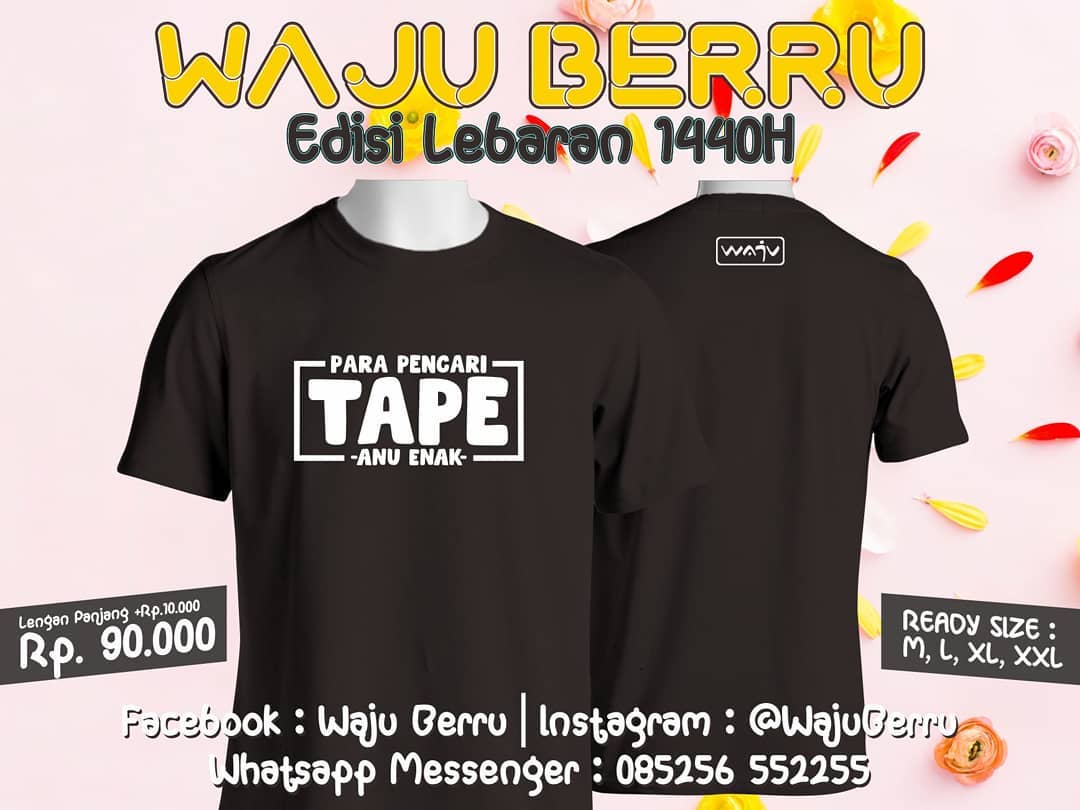 WAJU BERRU
Edisi Lebaran 1440H
waju
PARA PENCARI
TAPE
-ANU ENAK-
Lengan Panjang +Rp.10.000
Rp. 90.000
READY SIZE :
M, L, XL, XXL
Facebook : Waju Berru | Instagram : @WajuBerru
Whatsapp Messenger : 085256 552255